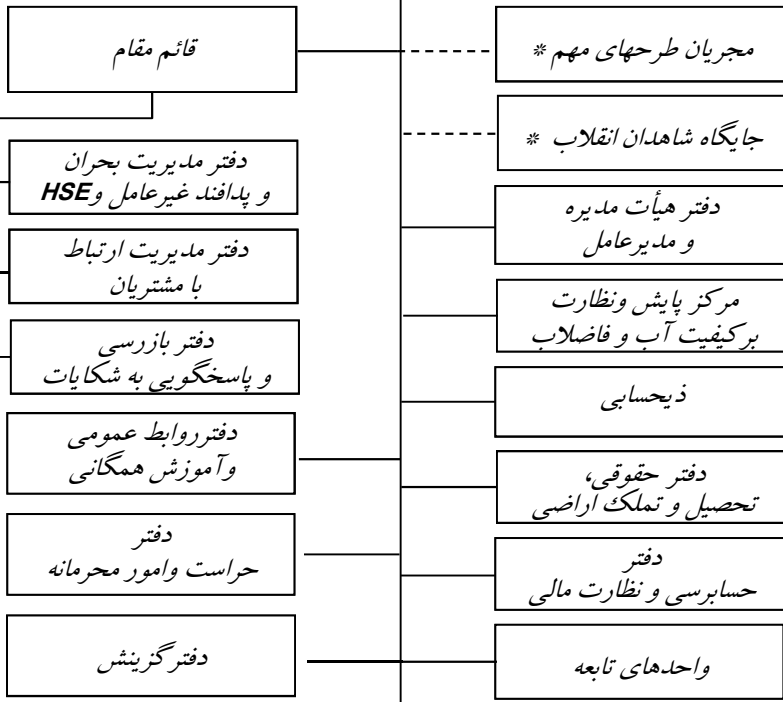 مجریان طرحهای مهم *
جایگاه شاهدان انقلاب *
دفتر هیأت مدیره
و مدیرعامل
مرکز پایش ونظارت
برکیفیت آب و فاضلاب
ذیحسابی
دفتر حقوقی،
تحصیل و تملک اراضی
دفتر
حسابرسی و نظارت مالی
واحدهای تابعه
قائم مقام
دفتر مدیریت بحران
و پدافند غیرعامل وHSE
دفتر مدیریت ارتباط
با مشتریان
دفتر بازرسی
و پاسخگویی به شکایات
دفترروابط عمومی
وآموزش همگانی
دفتر
حراست وامور محرمانه
دفترگزینش